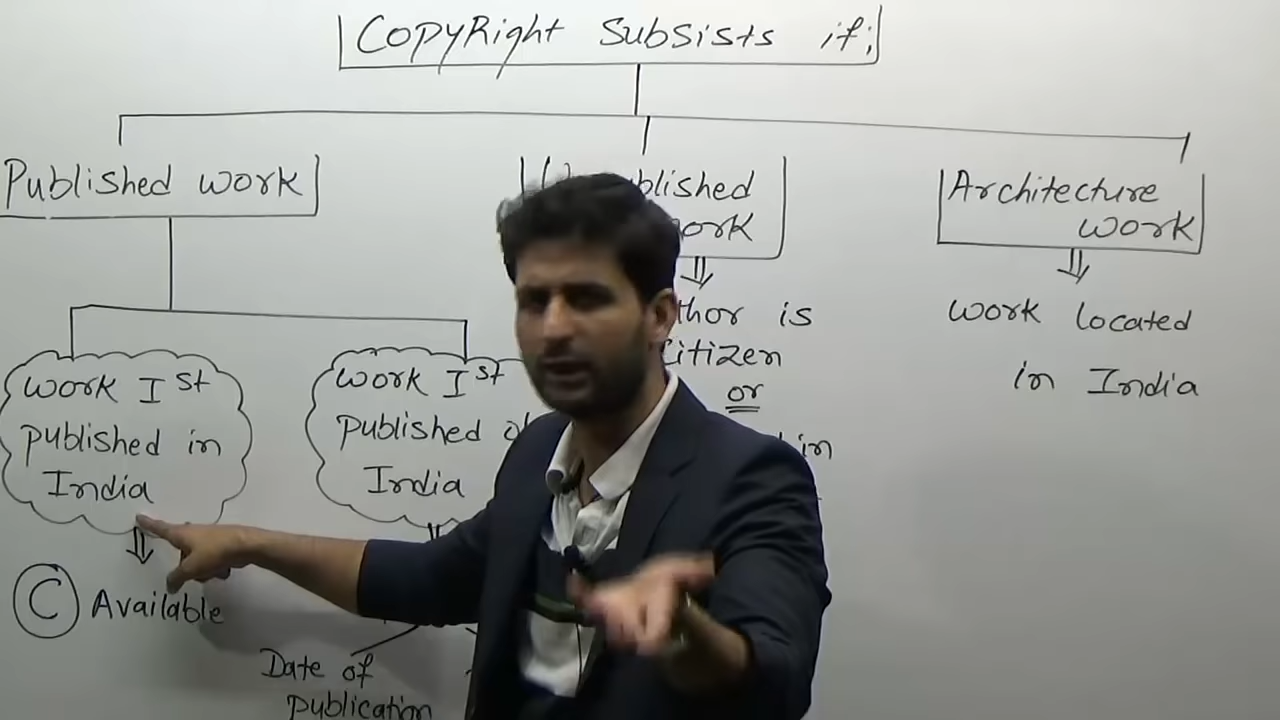 CopyRight Subsists if;
Published work
published
work
Architecture
work
work located
in India
is
Citizen
or
in
work Ist
published in
India
work Ist
published
India
C Available
Date of
publication